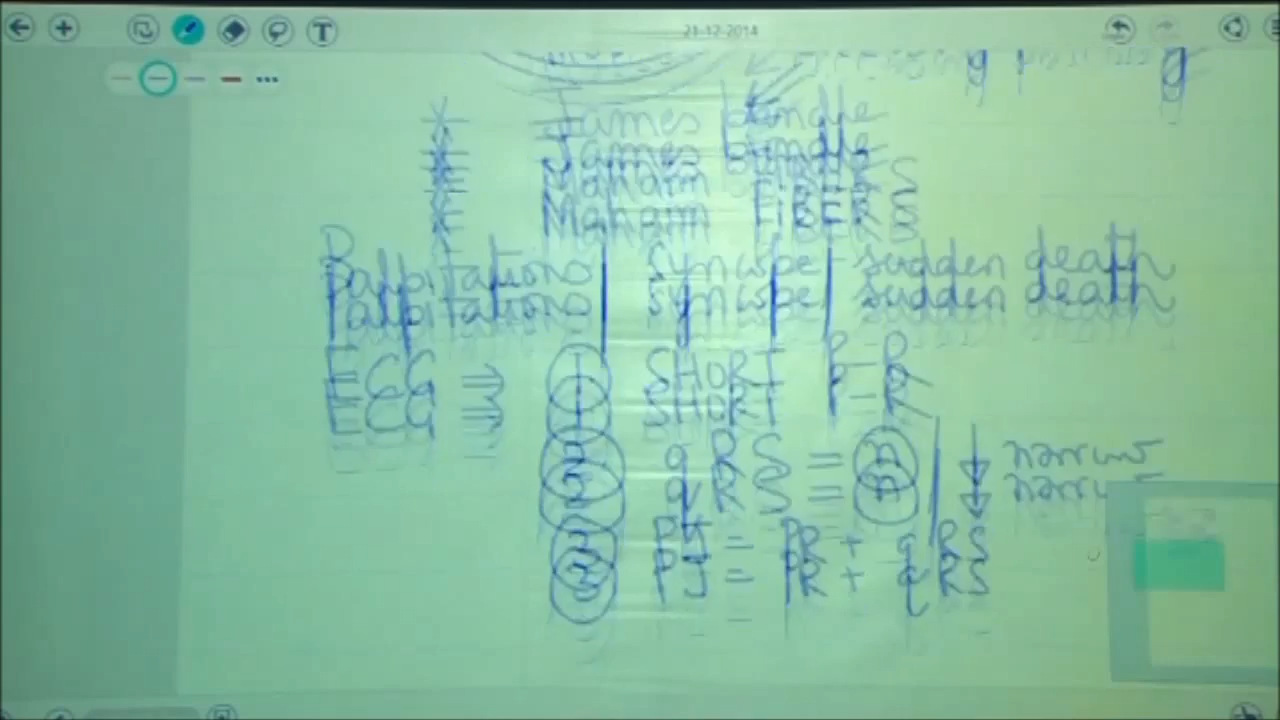 21-12-2014
* James bundle
* Mahaim FIBERS
Palpitations | Syncope | sudden death
ECG ⇒ 1 SHORT P-R
2 qRS = n | ↓ narrow
3 PJ = PR + qRS